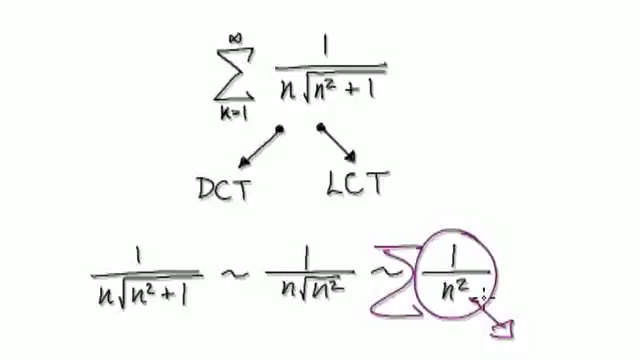 ∞
∑ 1 / (n√(n² + 1))
k=1
DCT LCT
1 / (n√(n² + 1)) ~ 1 / (n√(n²)) ~ ∑ 1 / n²